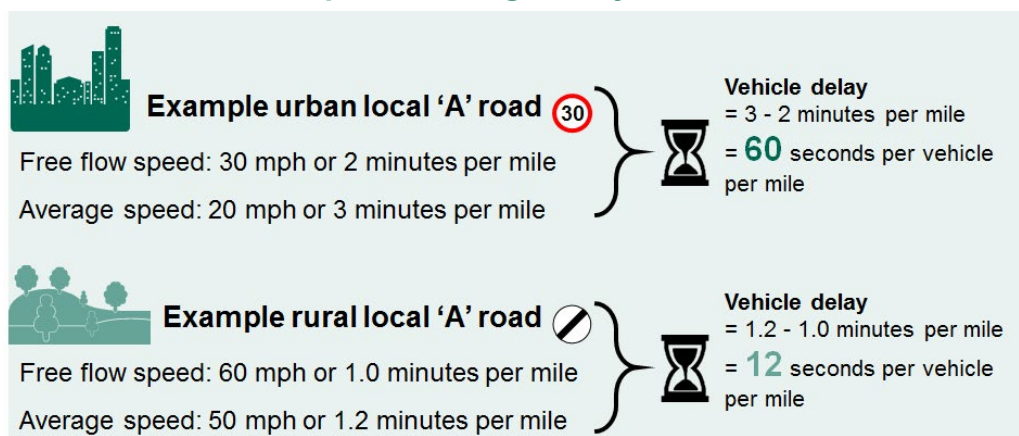 Example urban local ‘A’ road 30
Free flow speed: 30 mph or 2 minutes per mile
Average speed: 20 mph or 3 minutes per mile
Vehicle delay
= 3 - 2 minutes per mile
= 60 seconds per vehicle
per mile
Example rural local ‘A’ road
Free flow speed: 60 mph or 1.0 minutes per mile
Average speed: 50 mph or 1.2 minutes per mile
Vehicle delay
= 1.2 - 1.0 minutes per mile
= 12 seconds per vehicle
per mile